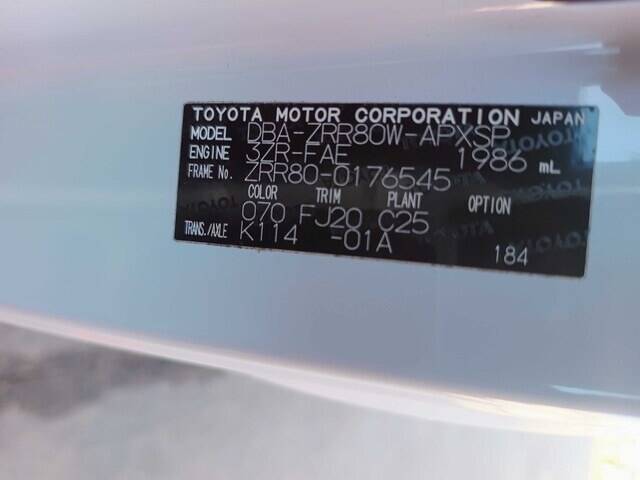 TOYOTA MOTOR CORPORATION JAPAN
MODEL DBA-ZRR80W-APXSP
ENGINE 3ZR-FAE 1986 mL
FRAME No. ZRR80-0176545
COLOR TRIM PLANT OPTION
070 FJ20 C25
TRANS./AXLE K114 -01A
184